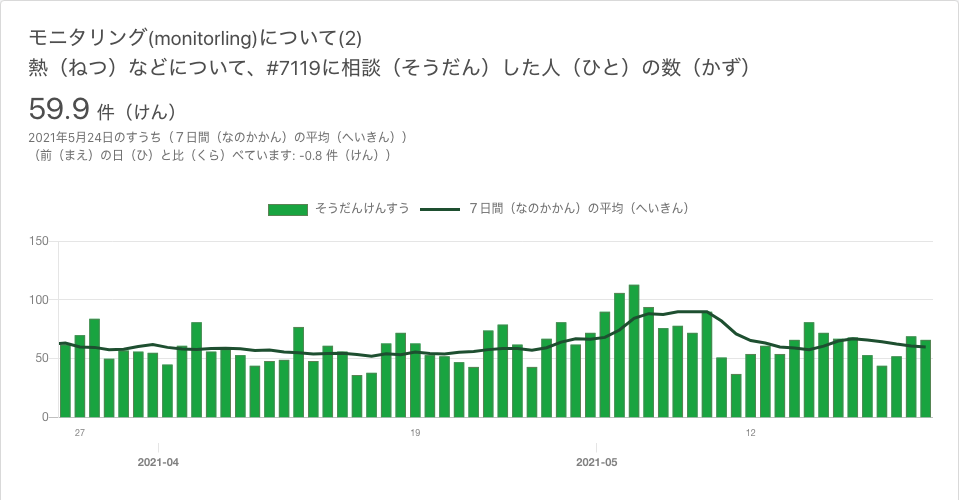 モニタリング(monitorling)について(2)
熱（ねつ）などについて、#7119に相談（そうだん）した人（ひと）の数（かず）
59.9 件（けん）
2021年5月24日のすうち（７日間（なのかかん）の平均（へいきん））
（前（まえ）の日（ひ）と比（くら）べています: -0.8 件（けん））
そうだんけんすう ７日間（なのかかん）の平均（へいきん）
150
100
50
0
27 19 12
2021-04 2021-05